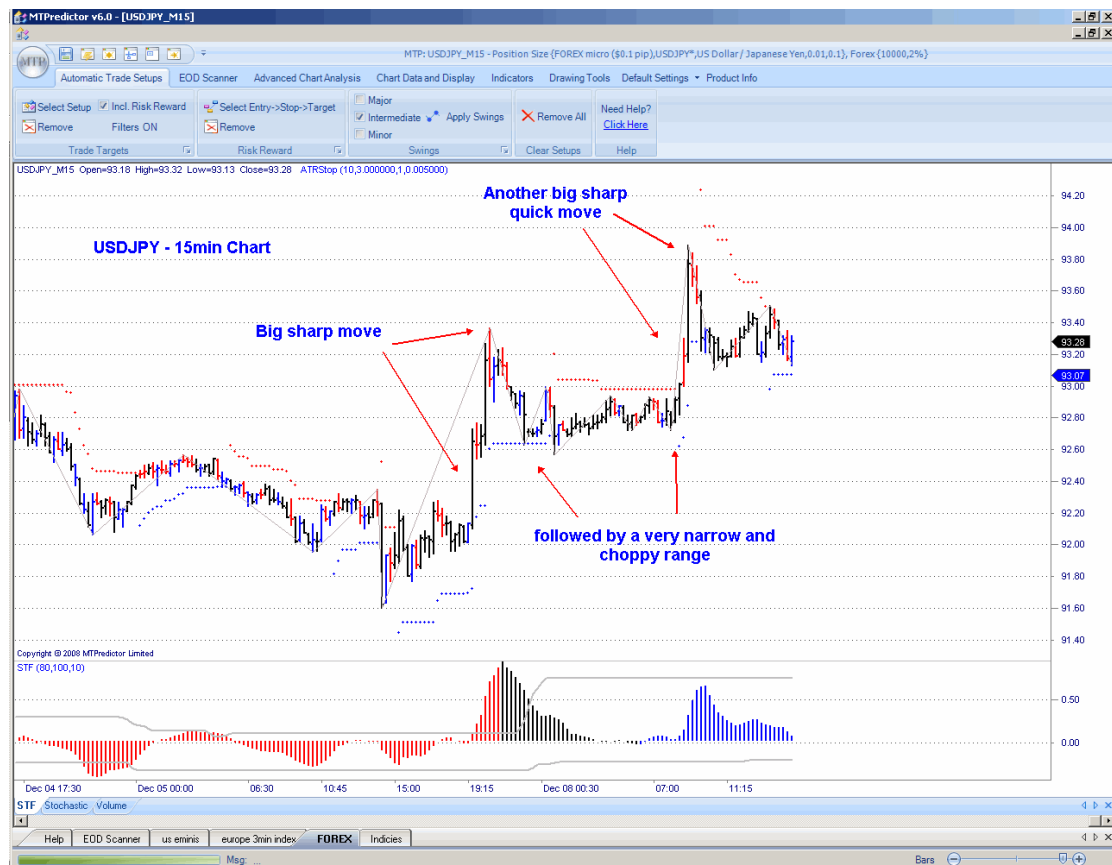 MTPredictor v6.0 - [USDJPY_M15]
MTP
MTP: USDJPY_M15 - Position Size {FOREX micro ($0.1 pip),USDJPY*,US Dollar / Japanese Yen,0.01,0.1}, Forex {10000,2%}
Automatic Trade Setups EOD Scanner Advanced Chart Analysis Chart Data and Display Indicators Drawing Tools Default Settings Product Info
Select Setup Incl. Risk Reward
Remove Filters ON
Trade Targets
Select Entry->Stop->Target
Remove
Risk Reward
Major
Intermediate Apply Swings
Minor
Swings
Remove All
Clear Setups
Need Help?
Click Here
Help
USDJPY_M15 Open=93.18 High=93.32 Low=93.13 Close=93.28 ATRStop (10,3.000000,1,0.005000)
Another big sharp
quick move
USDJPY - 15min Chart
Big sharp move
followed by a very narrow and
choppy range
94.20
94.00
93.80
93.60
93.40
93.28
93.20
93.07
93.00
92.80
92.60
92.40
92.20
92.00
91.80
91.60
91.40
Copyright © 2008 MTPredictor Limited
STF (80,100,10)
0.50
0.00
Dec 04 17:30 Dec 05 00:00 06:30 10:45 15:00 19:15 Dec 08 00:30 07:00 11:15
STF Stochastic Volume
Help EOD Scanner us eminis europe 3min index FOREX Indicies
Msg: ...
Bars